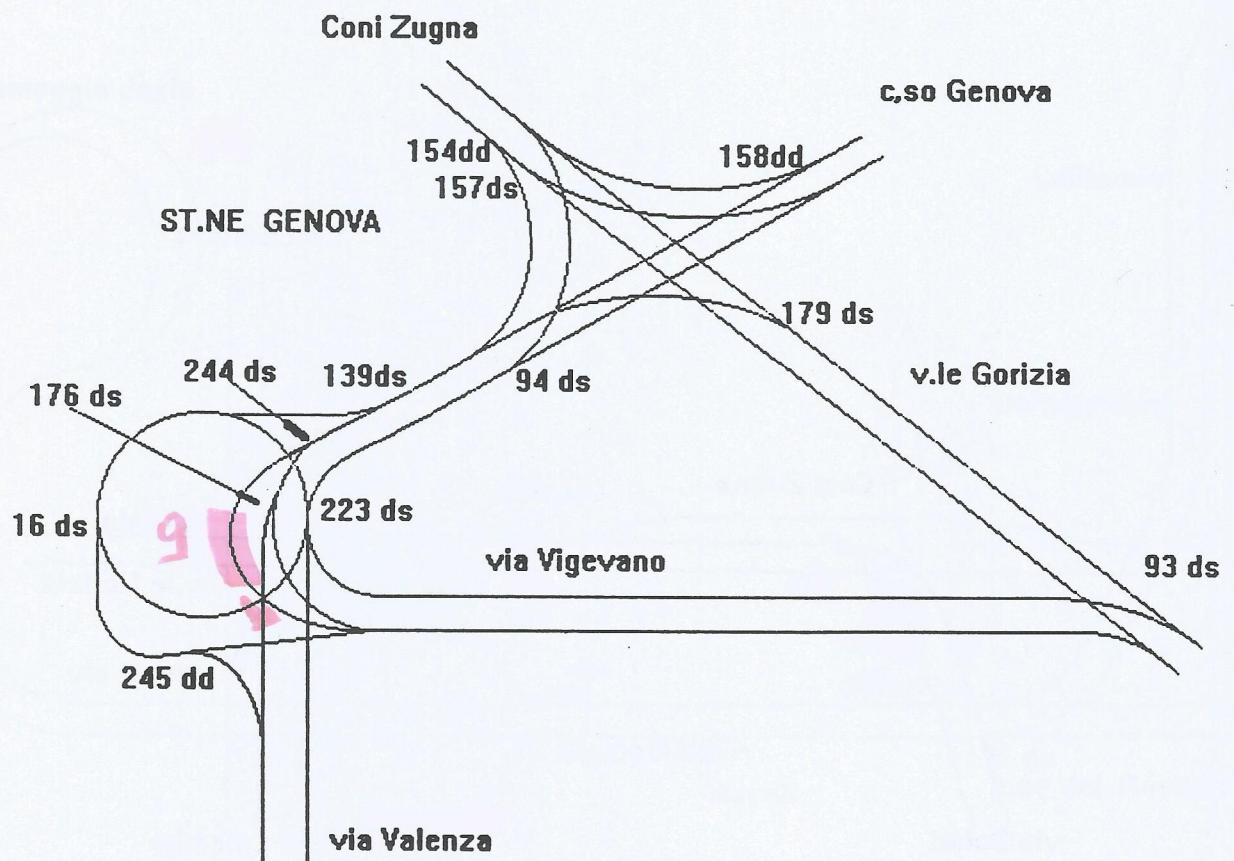 Coni Zugna
c,so Genova
154dd
158dd
157ds
ST.NE GENOVA
179 ds
244 ds
139ds
94 ds
v.le Gorizia
176 ds
16 ds
223 ds
via Vigevano
93 ds
245 dd
via Valenza